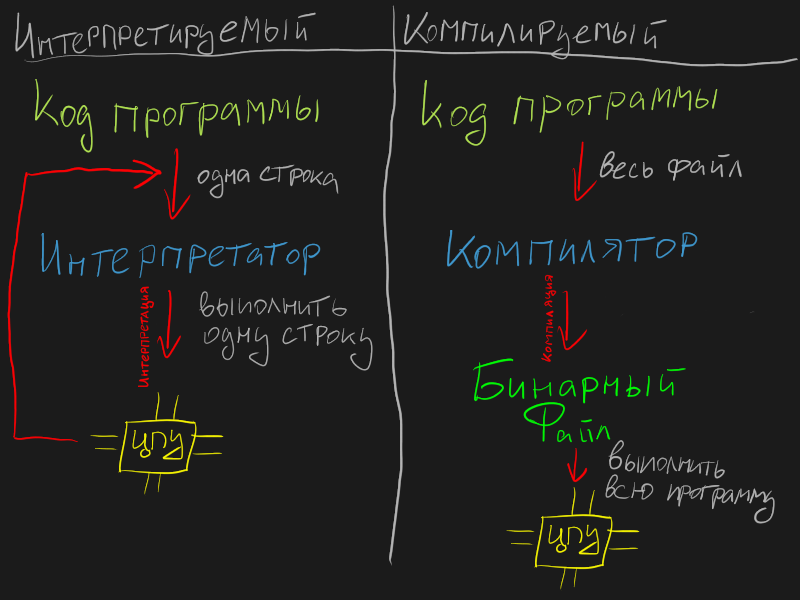 Интерпретируемый
Код программы
одна строка
Интерпретатор
Интерпретация
выполнить
одну строку
ЦПУ
Компилируемый
Код программы
весь файл
Компилятор
Компиляция
Бинарный
Файл
выполнить
всю программу
ЦПУ